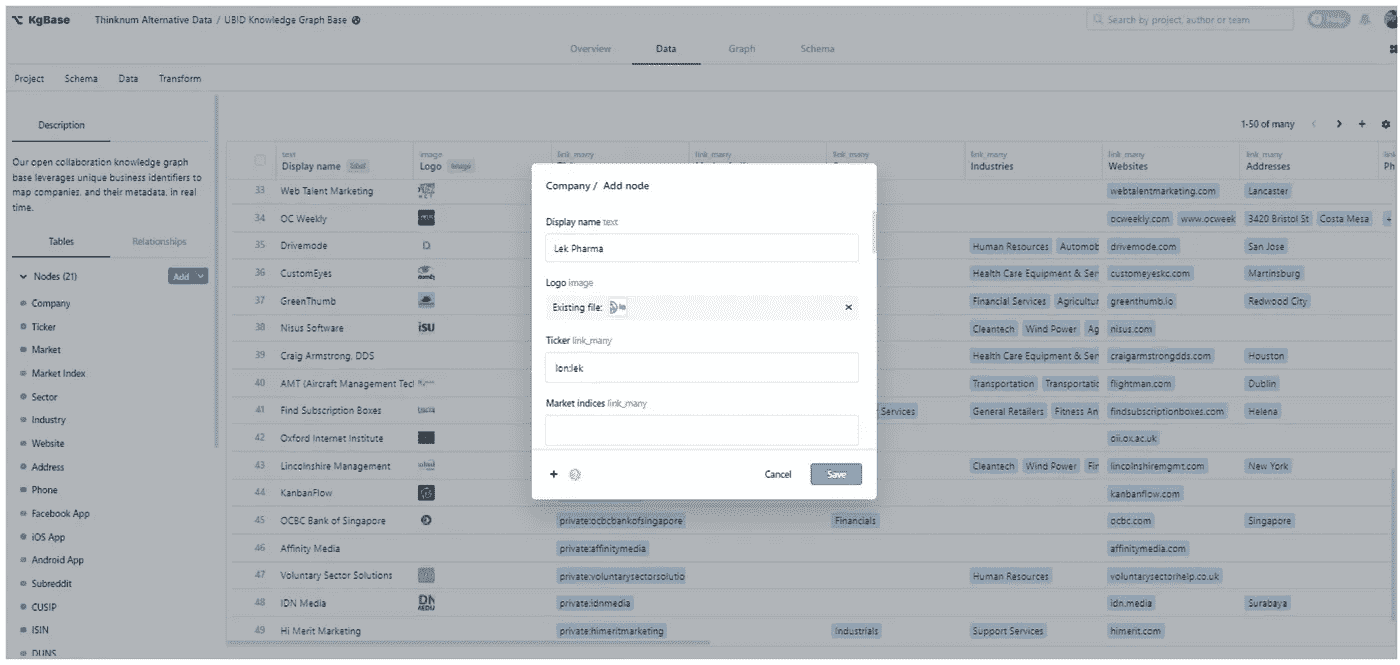 KgBase
Thinknum Alternative Data / UBID Knowledge Graph Base
Search by project, author or team
Overview Data Graph Schema
Project Schema Data Transform
Description
Our open collaboration knowledge graph
base leverages unique business identifiers to
map companies, and their metadata, in real
time.
Tables Relationships
Nodes (21) Add
Company
Ticker
Market
Market Index
Sector
Industry
Website
Address
Phone
Facebook App
iOS App
Android App
Subreddit
CUSIP
ISIN
DUNS
1-50 of many
text image link_many link_many link_many link_many link_many link_many
Display name label Logo image Industries Websites Addresses Ph
33 Web Talent Marketing webtalentmarketing.com Lancaster
34 OC Weekly ocweekly.com www.ocweek 3420 Bristol St Costa Mesa
35 Drivemode Human Resources Automob drivemode.com San Jose
36 CustomEyes Health Care Equipment & Ser customeyeskc.com Martinsburg
37 GreenThumb Financial Services Agricultur greenthumb.io Redwood City
38 Nisus Software Cleantech Wind Power Ag nisus.com
39 Craig Armstrong, DDS Health Care Equipment & Ser craigarmstrongdds.com Houston
40 AMT (Aircraft Management Tecl Transportation Transportatic flightman.com Dublin
41 Find Subscription Boxes r Services General Retailers Fitness An findsubscriptionboxes.com Helena
42 Oxford Internet Institute oii.ox.ac.uk
43 Lincolnshire Management Cleantech Wind Power Fir lincolnshiremgmt.com New York
44 KanbanFlow kanbanflow.com
45 OCBC Bank of Singapore private:ocbcbankofsingapore Financials ocbc.com Singapore
46 Affinity Media private:affinitymedia affinitymedia.com
47 Voluntary Sector Solutions private:voluntarysectorsolutio Human Resources voluntarysectorhelp.co.uk
48 IDN Media private:idnmedia idn.media Surabaya
49 Hi Merit Marketing private:himeritmarketing Industrials Support Services himerit.com
Company / Add node
Display name text
Lek Pharma
Logo image
Existing file:
Ticker link_many
lon:lek
Market indices link_many
Cancel Save